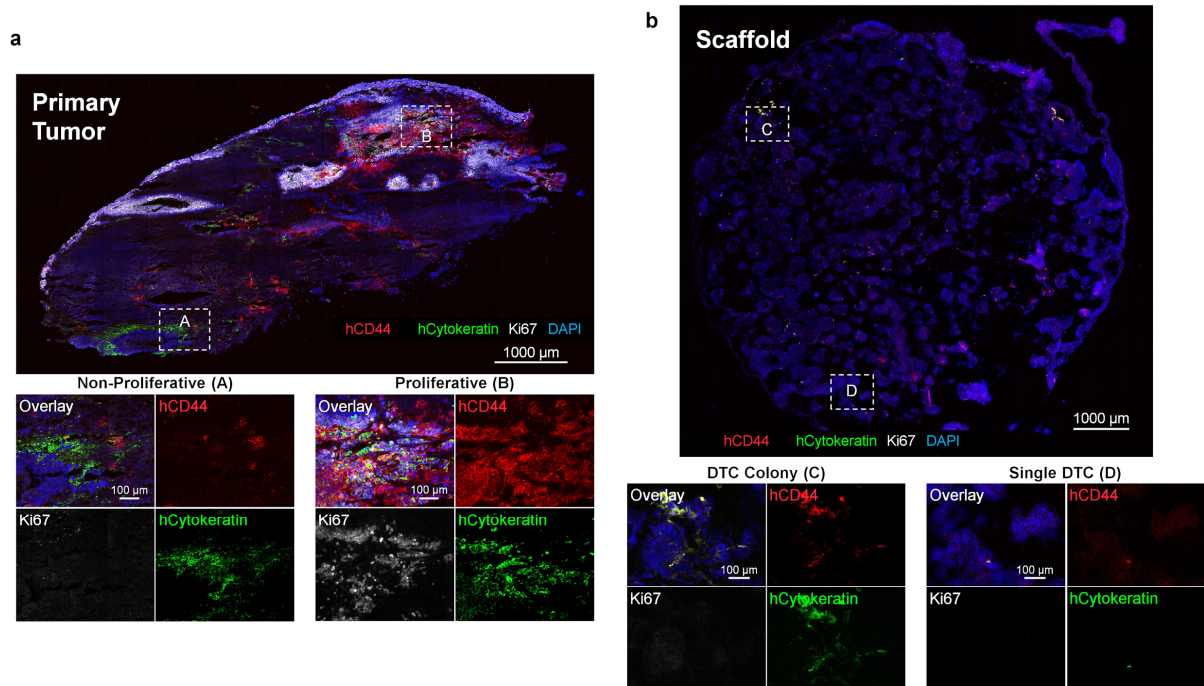 a
Primary
Tumor
B
A
hCD44 hCytokeratin Ki67 DAPI
1000 µm
Non-Proliferative (A)
Overlay hCD44
100 µm
Ki67 hCytokeratin
Proliferative (B)
Overlay hCD44
100 µm
Ki67 hCytokeratin
b
Scaffold
C
D
hCD44 hCytokeratin Ki67 DAPI
1000 µm
DTC Colony (C)
Overlay hCD44
100 µm
Ki67 hCytokeratin
Single DTC (D)
Overlay hCD44
100 µm
Ki67 hCytokeratin